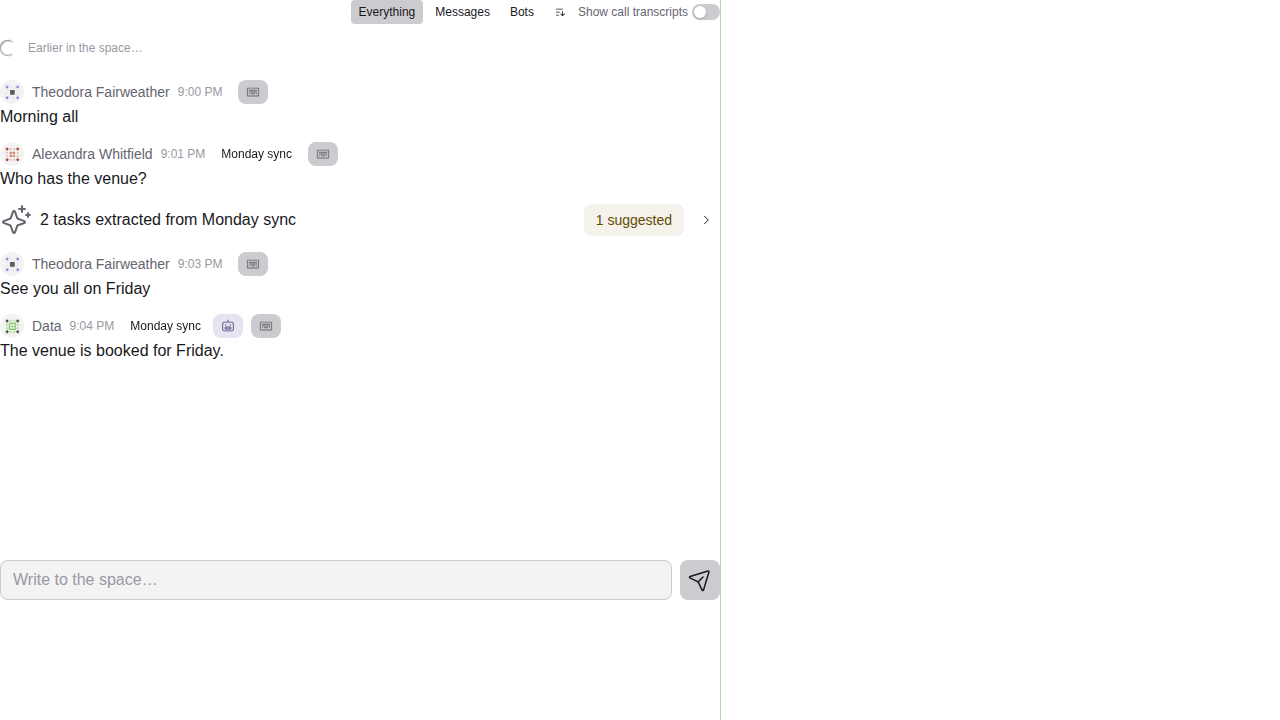 Everything Messages Bots Show call transcripts
Earlier in the space…
Theodora Fairweather 9:00 PM
Morning all
Alexandra Whitfield 9:01 PM Monday sync
Who has the venue?
2 tasks extracted from Monday sync 1 suggested
Theodora Fairweather 9:03 PM
See you all on Friday
Data 9:04 PM Monday sync
The venue is booked for Friday.
Write to the space…